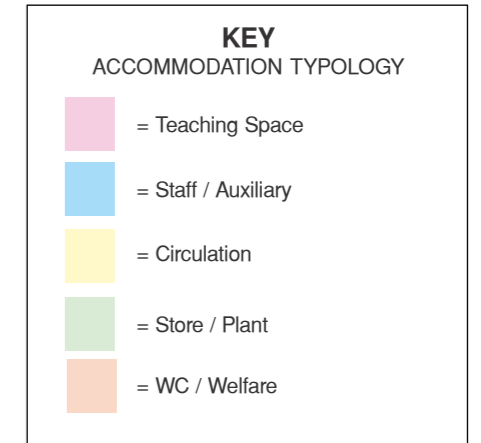 KEY
ACCOMMODATION TYPOLOGY
= Teaching Space
= Staff / Auxiliary
= Circulation
= Store / Plant
= WC / Welfare